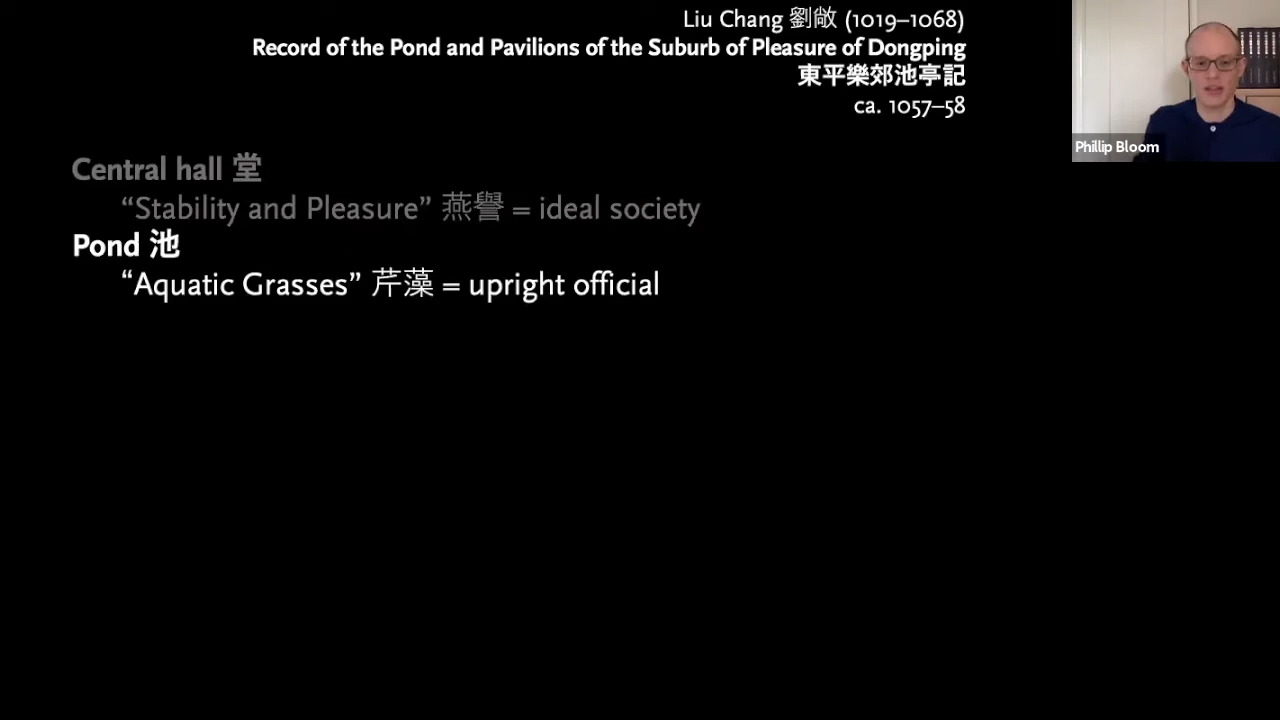 Liu Chang 劉敞 (1019–1068)
Record of the Pond and Pavilions of the Suburb of Pleasure of Dongping
東平樂郊池亭記
ca. 1057–58
Phillip Bloom
Central hall 堂
“Stability and Pleasure” 燕譽 = ideal society
Pond 池
“Aquatic Grasses” 芹藻 = upright official